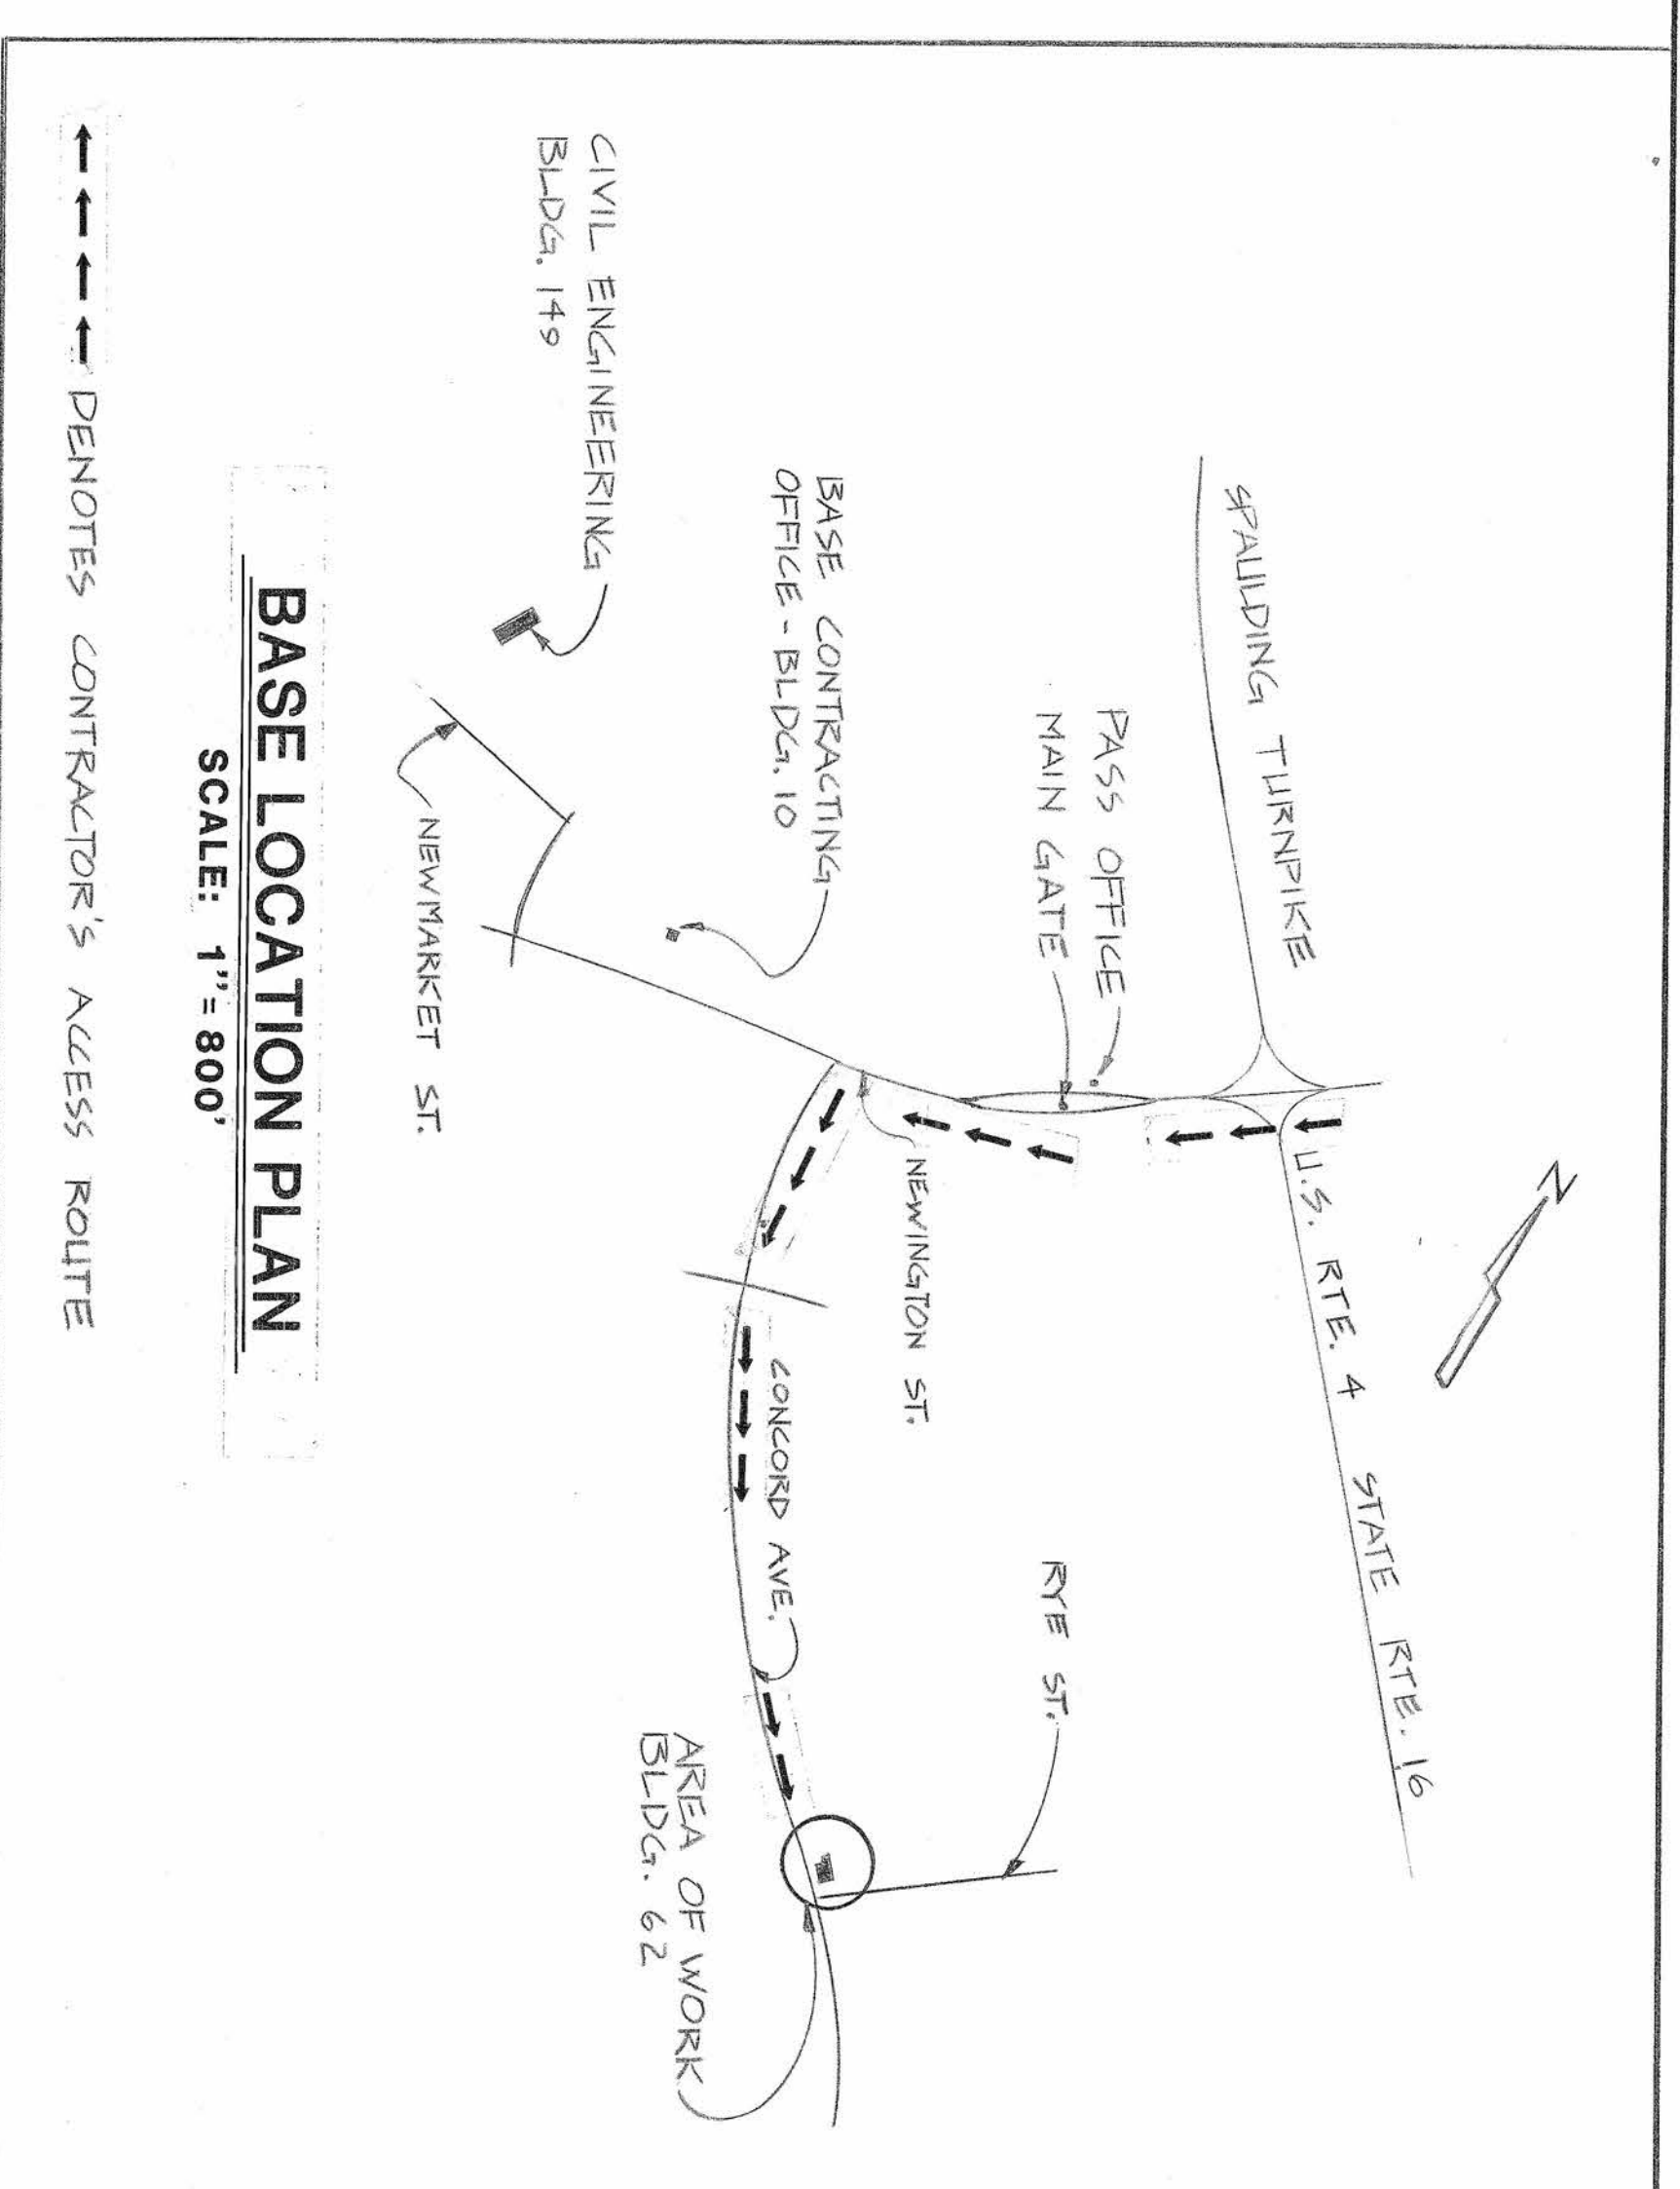 N
SPAULDING TURNPIKE
U.S. RTE. 4 STATE RTE. 16
PASS OFFICE
MAIN GATE
RYE ST.
BASE CONTRACTING
OFFICE - BLDG. 10
NEWINGTON ST.
CONCORD AVE.
CIVIL ENGINEERING
BLDG. 149
AREA OF WORK
BLDG. 62
NEWMARKET ST.
BASE LOCATION PLAN
SCALE: 1"= 800'
DENOTES CONTRACTOR'S ACCESS ROUTE